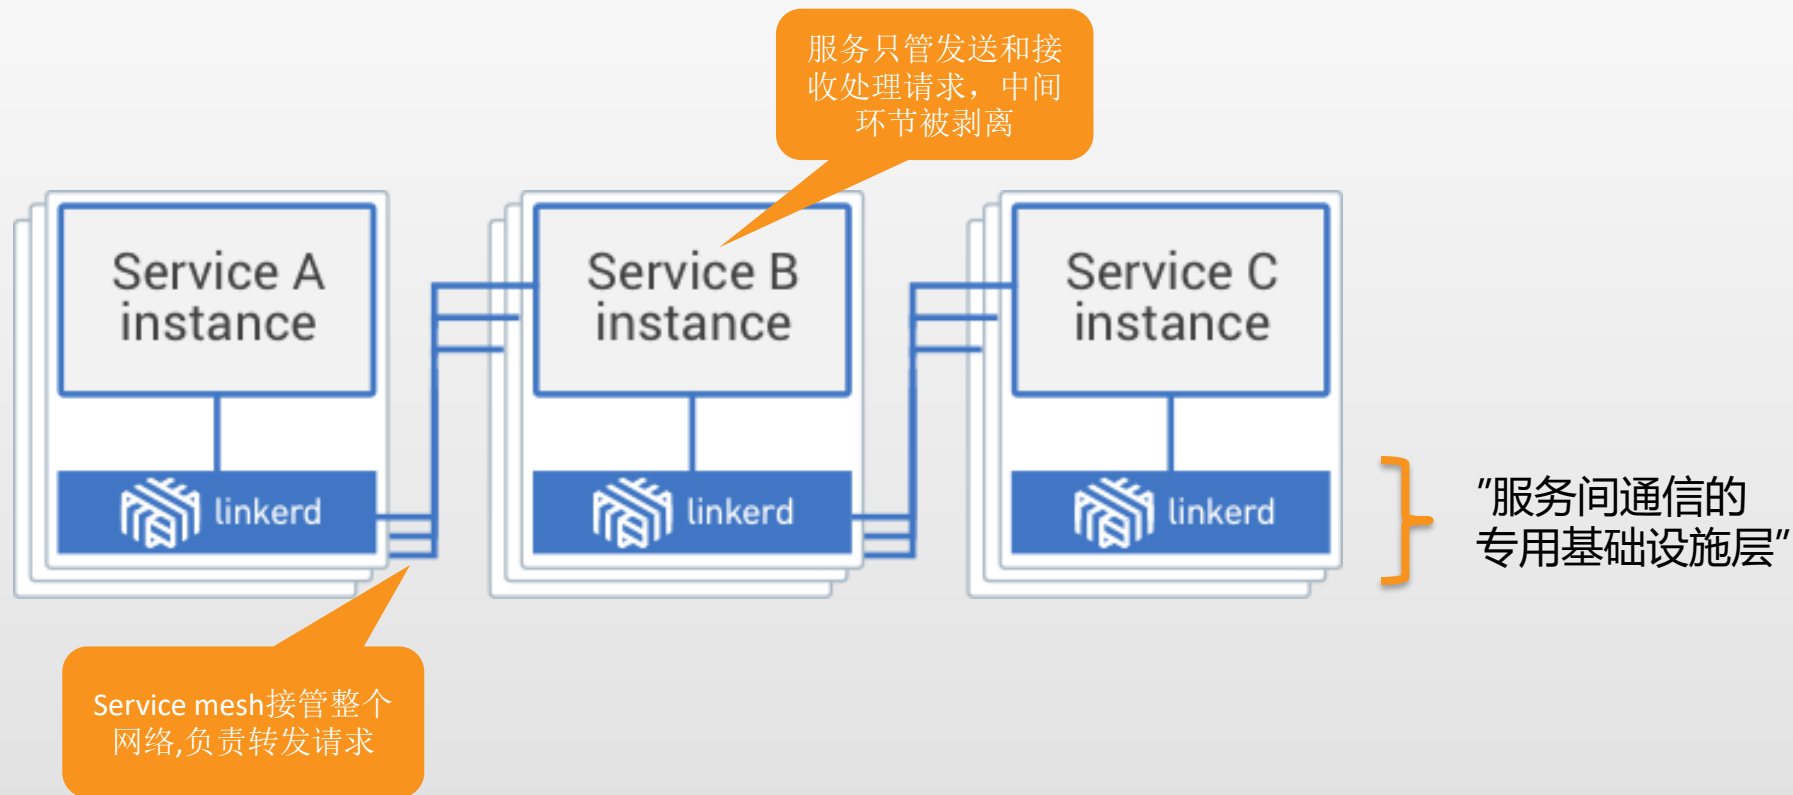 服务只管发送和接
收处理请求，中间
环节被剥离
Service A
instance
Service B
instance
Service C
instance
linkerd
linkerd
linkerd
"服务间通信的
专用基础设施层"
Service mesh接管整个
网络,负责转发请求